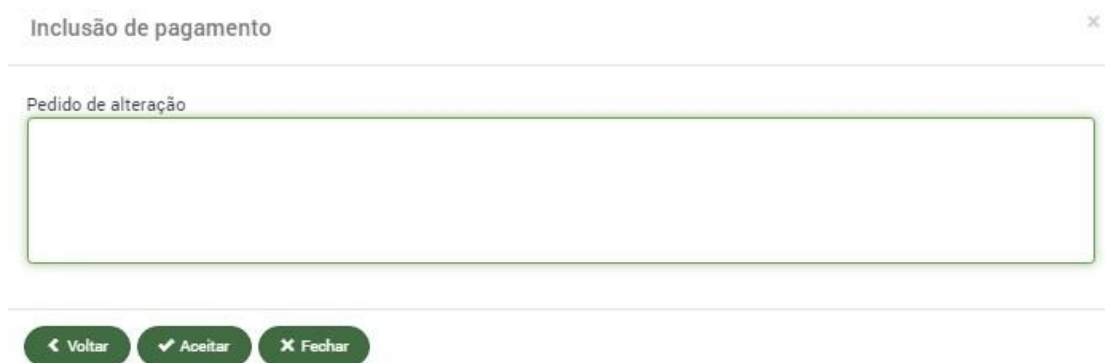 Inclusão de pagamento
Pedido de alteração
Voltar Aceitar Fechar